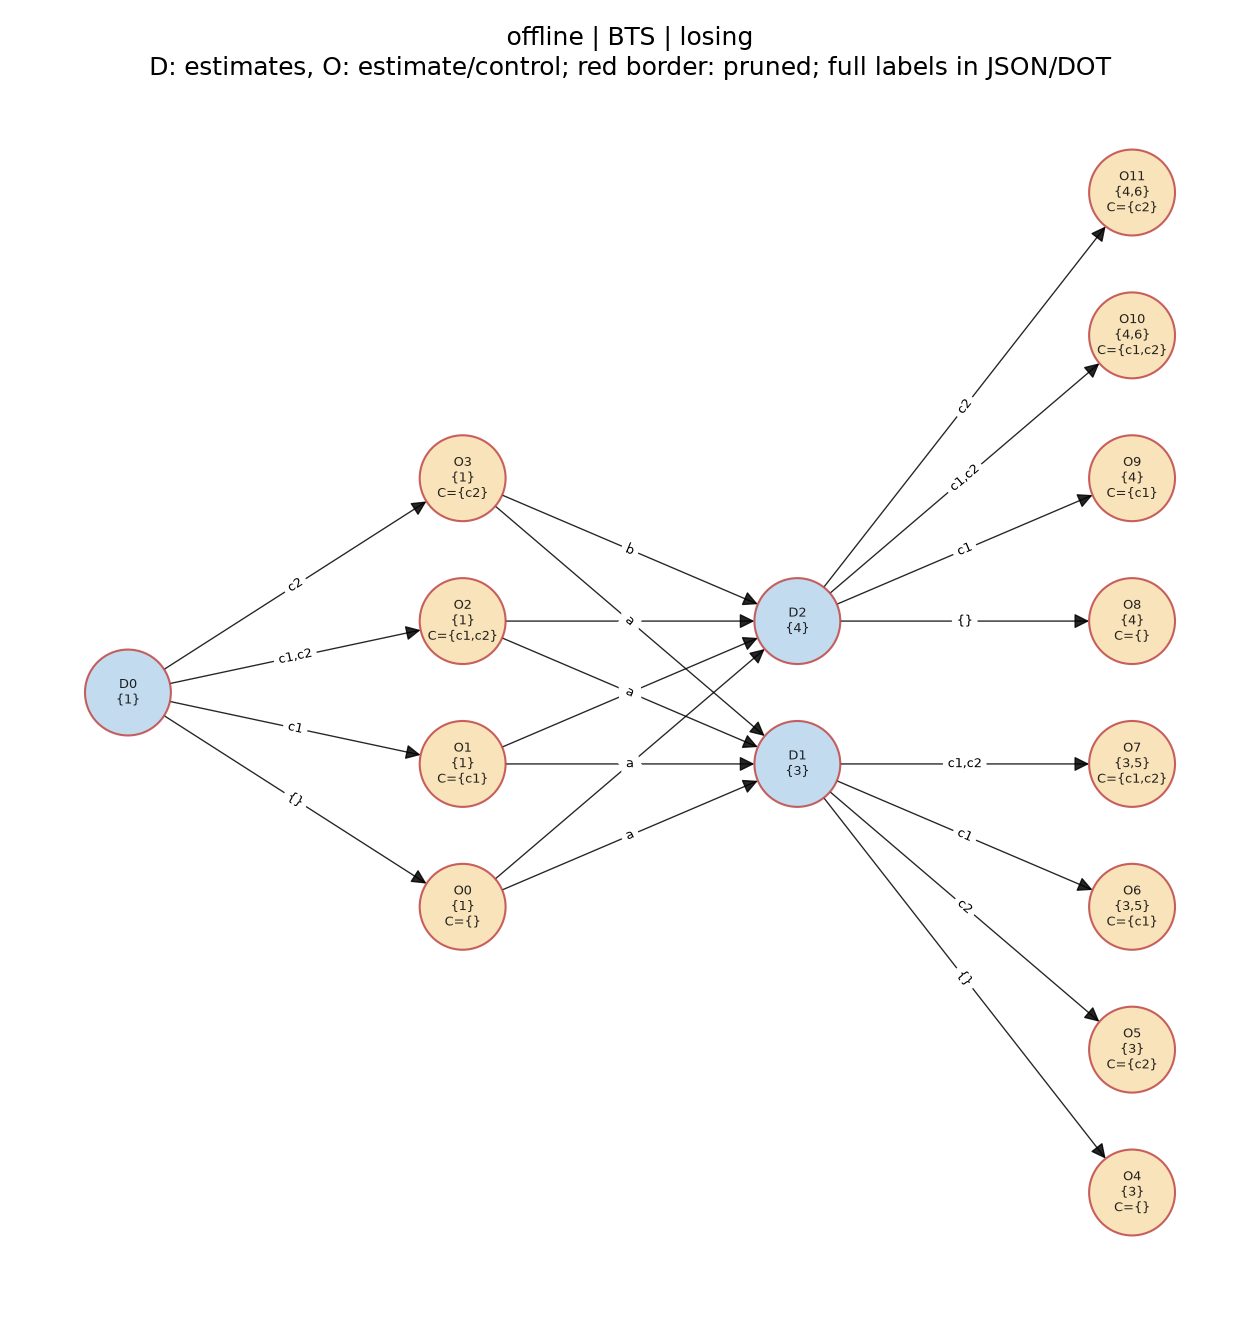 offline | BTS | losing
D: estimates, O: estimate/control; red border: pruned; full labels in JSON/DOT
O11
{4,6}
C={c2}
O10
{4,6}
C={c1,c2}
c2
O3
{1}
C={c2}
c1,c2
O9
{4}
C={c1}
b
c1
c2
O2
{1}
C={c1,c2}
a
D2
{4}
{}
O8
{4}
C={}
c1,c2
D0
{1}
a
c1
O1
{1}
C={c1}
a
D1
{3}
c1,c2
O7
{3,5}
C={c1,c2}
{}
a
c1
O0
{1}
C={}
c2
O6
{3,5}
C={c1}
{}
O5
{3}
C={c2}
O4
{3}
C={}